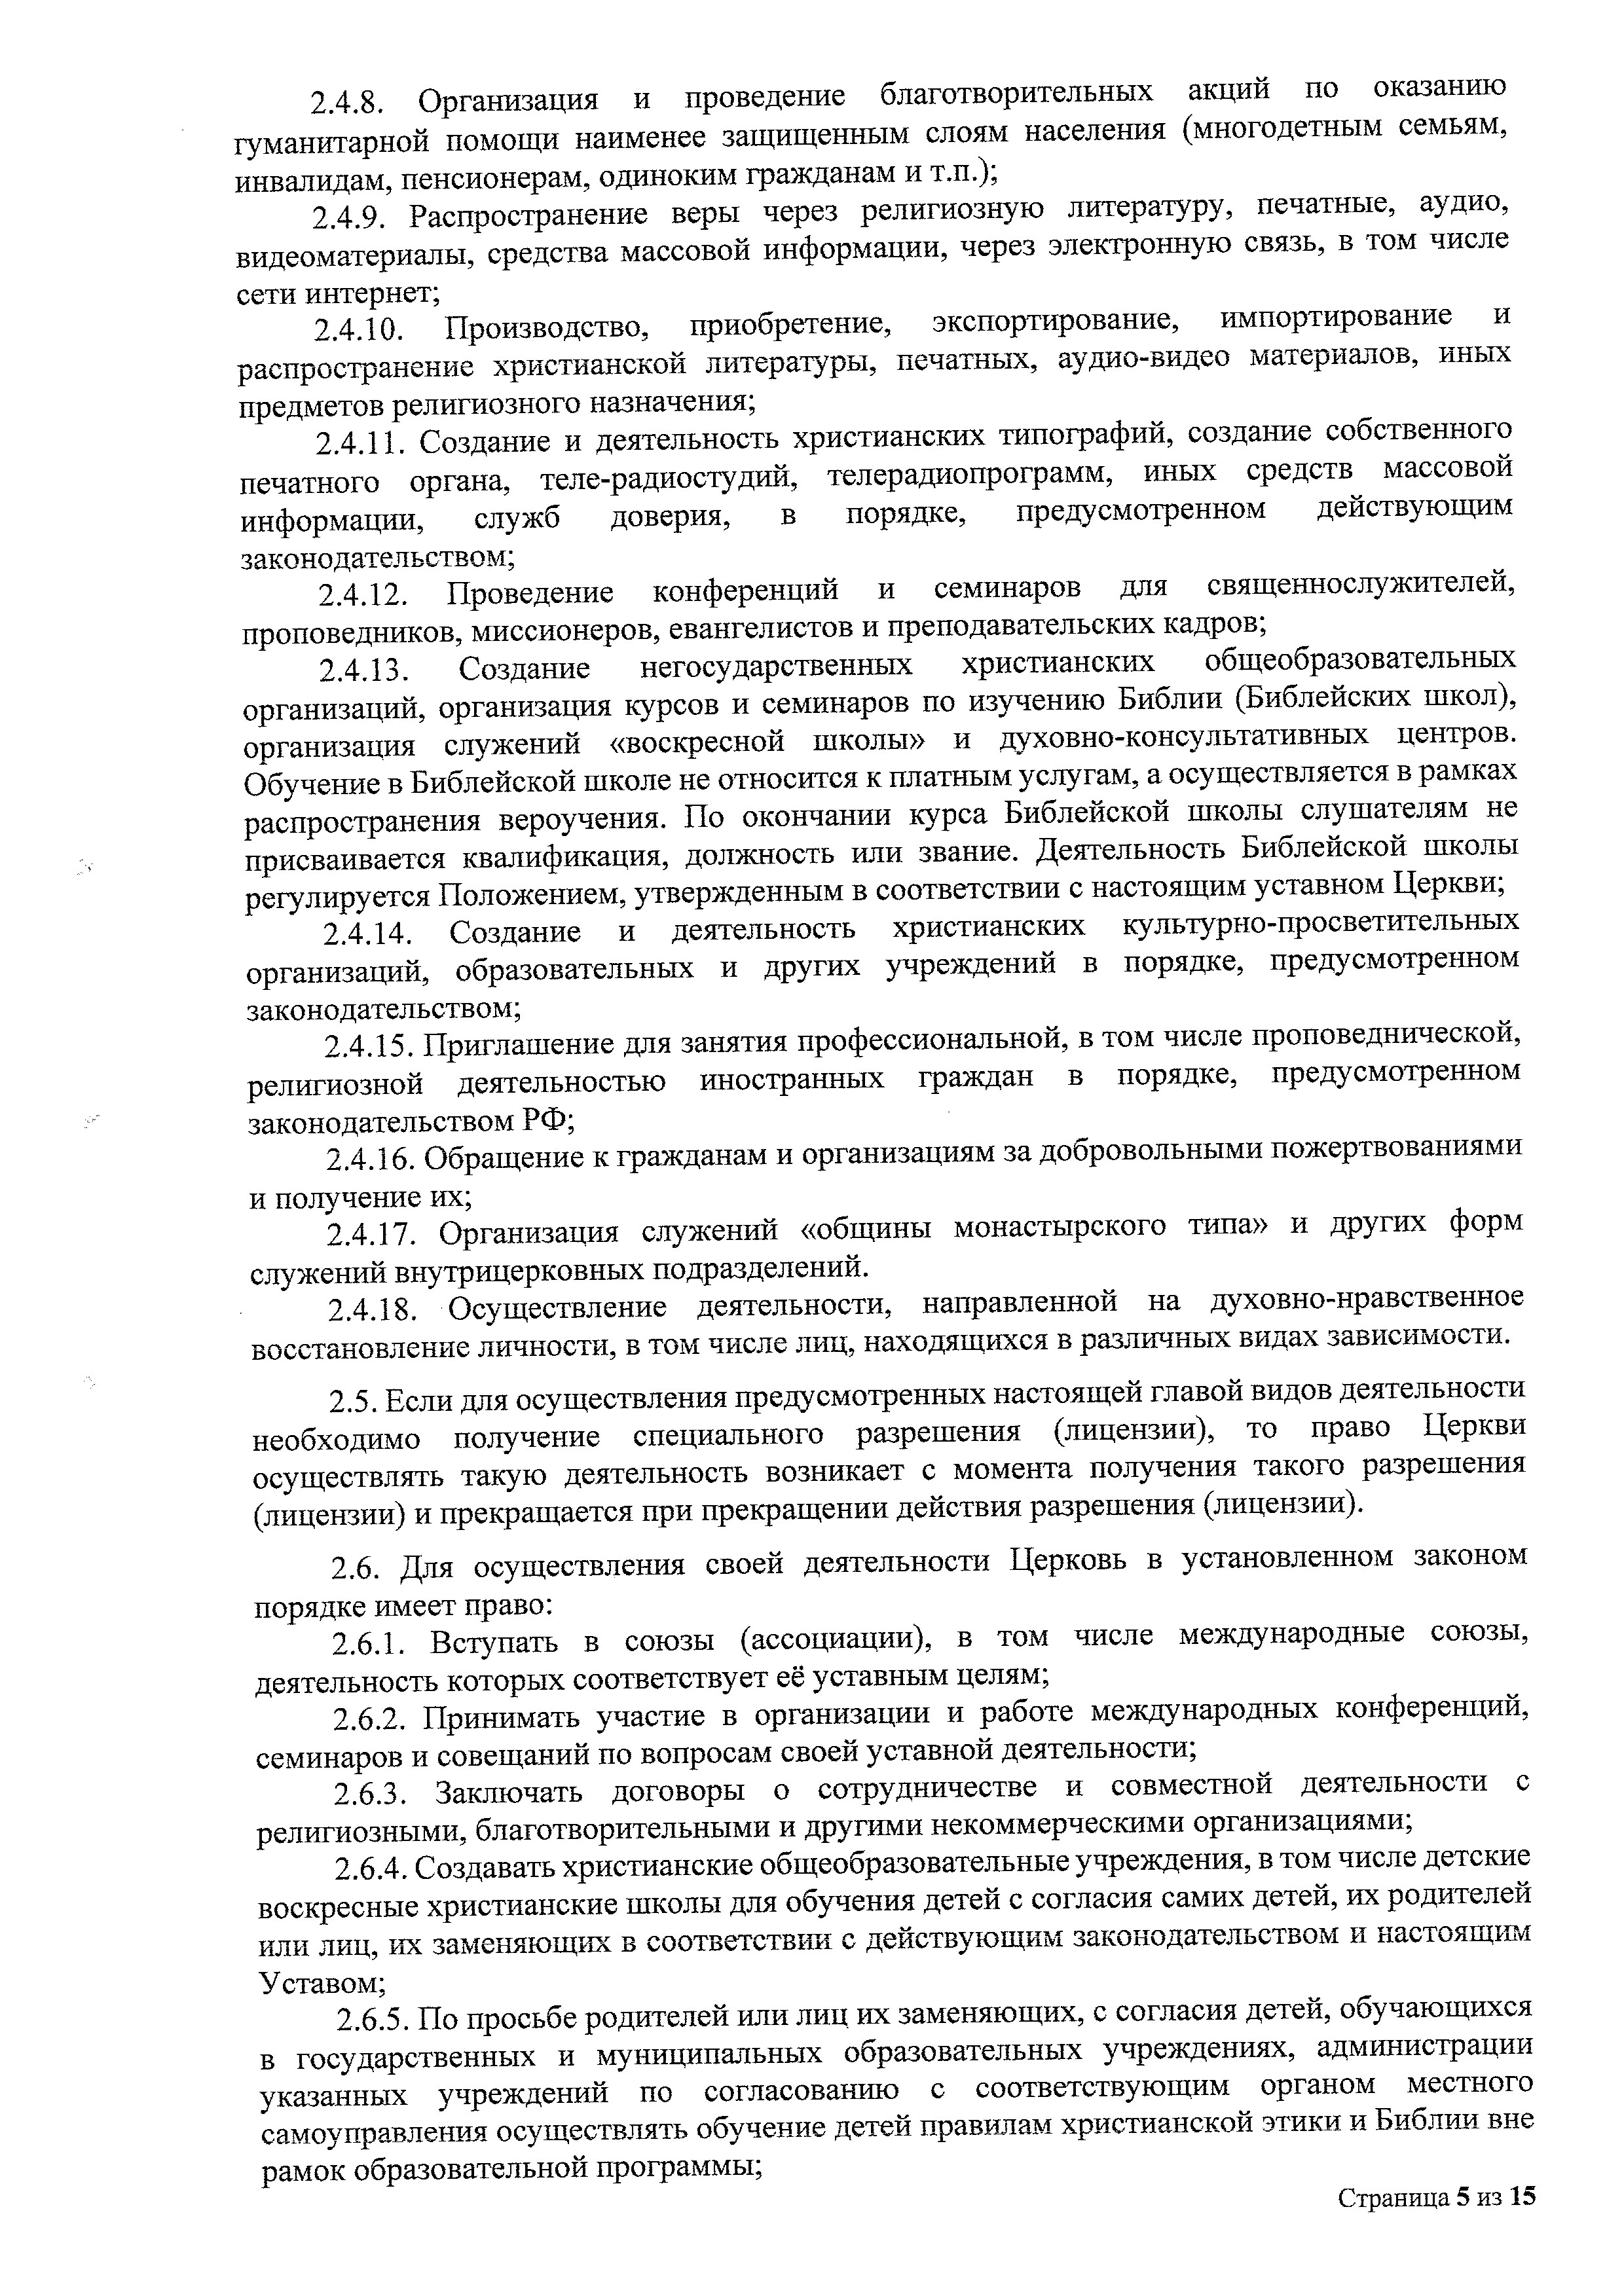 2.4.8. Организация и проведение благотворительных акций по оказанию
гуманитарной помощи наименее защищенным слоям населения (многодетным семьям,
инвалидам, пенсионерам, одиноким гражданам и т.п.);
2.4.9. Распространение веры через религиозную литературу, печатные, аудио,
видеоматериалы, средства массовой информации, через электронную связь, в том числе
сети интернет;
2.4.10. Производство, приобретение, экспортирование, импортирование и
распространение христианской литературы, печатных, аудио-видео материалов, иных
предметов религиозного назначения;
2.4.11. Создание и деятельность христианских типографий, создание собственного
печатного органа, теле-радиостудий, телерадиопрограмм, иных средств массовой
информации, служб доверия, в порядке, предусмотренном действующим
законодательством;
2.4.12. Проведение конференций и семинаров для священнослужителей,
проповедников, миссионеров, евангелистов и преподавательских кадров;
2.4.13. Создание негосударственных христианских общеобразовательных
организаций, организация курсов и семинаров по изучению Библии (Библейских школ),
организация служений «воскресной школы» и духовно-консультативных центров.
Обучение в Библейской школе не относится к платным услугам, а осуществляется в рамках
распространения вероучения. По окончании курса Библейской школы слушателям не
присваивается квалификация, должность или звание. Деятельность Библейской школы
регулируется Положением, утвержденным в соответствии с настоящим уставном Церкви;
2.4.14. Создание и деятельность христианских культурно-просветительных
организаций, образовательных и других учреждений в порядке, предусмотренном
законодательством;
2.4.15. Приглашение для занятия профессиональной, в том числе проповеднической,
религиозной деятельностью иностранных граждан в порядке, предусмотренном
законодательством РФ;
2.4.16. Обращение к гражданам и организациям за добровольными пожертвованиями
и получение их;
2.4.17. Организация служений «общины монастырского типа» и других форм
служений внутрицерковных подразделений.
2.4.18. Осуществление деятельности, направленной на духовно-нравственное
восстановление личности, в том числе лиц, находящихся в различных видах зависимости.
2.5. Если для осуществления предусмотренных настоящей главой видов деятельности
необходимо получение специального разрешения (лицензии), то право Церкви
осуществлять такую деятельность возникает с момента получения такого разрешения
(лицензии) и прекращается при прекращении действия разрешения (лицензии).
2.6. Для осуществления своей деятельности Церковь в установленном законом
порядке имеет право:
2.6.1. Вступать в союзы (ассоциации), в том числе международные союзы,
деятельность которых соответствует её уставным целям;
2.6.2. Принимать участие в организации и работе международных конференций,
семинаров и совещаний по вопросам своей уставной деятельности;
2.6.3. Заключать договоры о сотрудничестве и совместной деятельности с
религиозными, благотворительными и другими некоммерческими организациями;
2.6.4. Создавать христианские общеобразовательные учреждения, в том числе детские
воскресные христианские школы для обучения детей с согласия самих детей, их родителей
или лиц, их заменяющих в соответствии с действующим законодательством и настоящим
Уставом;
2.6.5. По просьбе родителей или лиц их заменяющих, с согласия детей, обучающихся
в государственных и муниципальных образовательных учреждениях, администрации
указанных учреждений по согласованию с соответствующим органом местного
самоуправления осуществлять обучение детей правилам христианской этики и Библии вне
рамок образовательной программы;
Страница 5 из 15